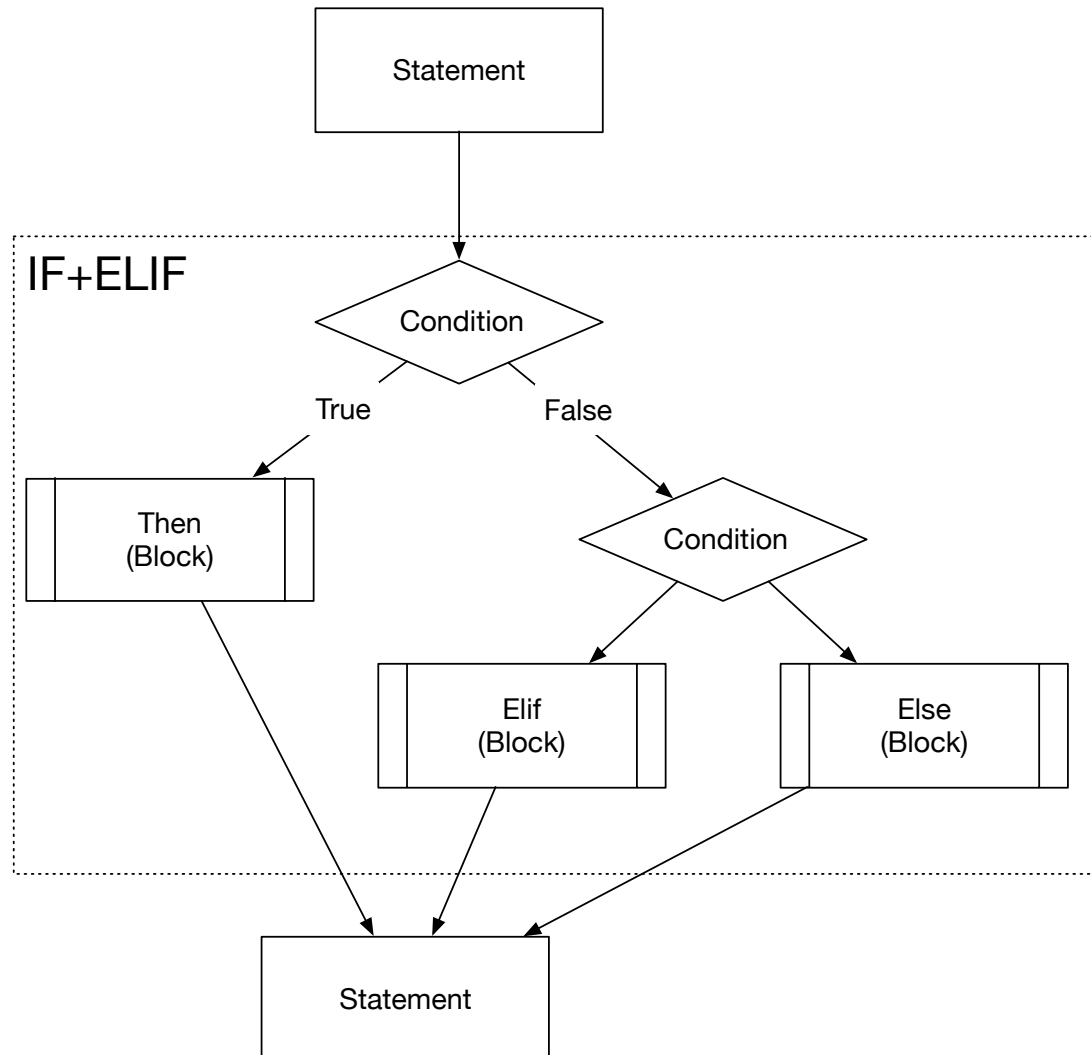 Statement
IF+ELIF
Condition
True
False
Then
(Block)
Condition
Elif
(Block)
Else
(Block)
Statement